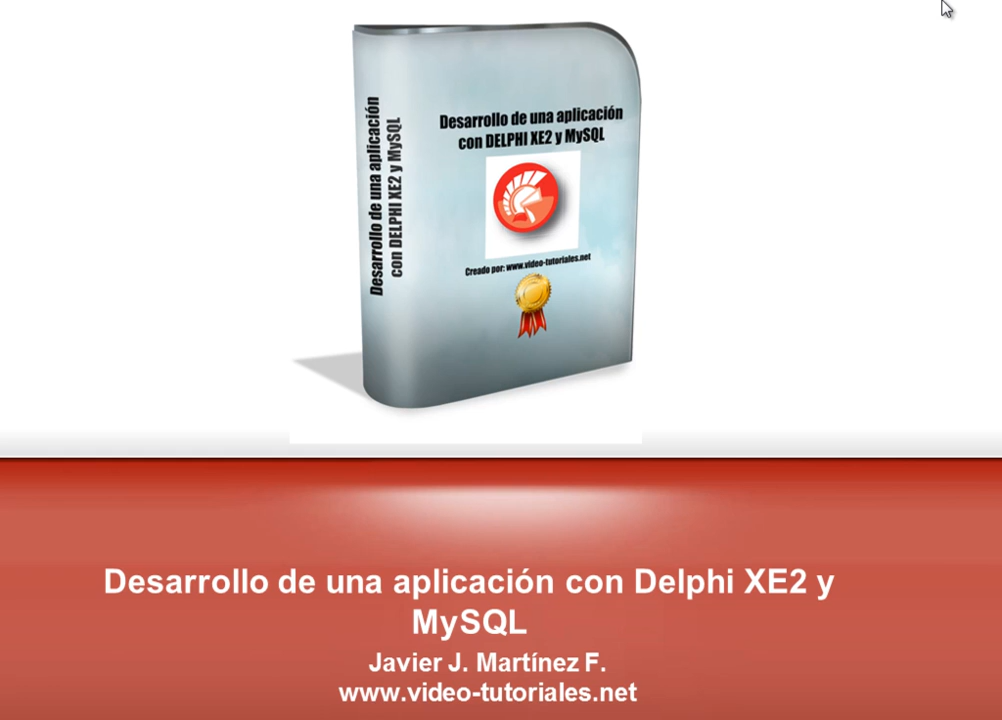 Desarrollo de una aplicación
con DELPHI XE2 y MySQL
Desarrollo de una aplicación
con DELPHI XE2 y MySQL
Creado por: www.video-tutoriales.net
Desarrollo de una aplicación con Delphi XE2 y
MySQL
Javier J. Martínez F.
www.video-tutoriales.net